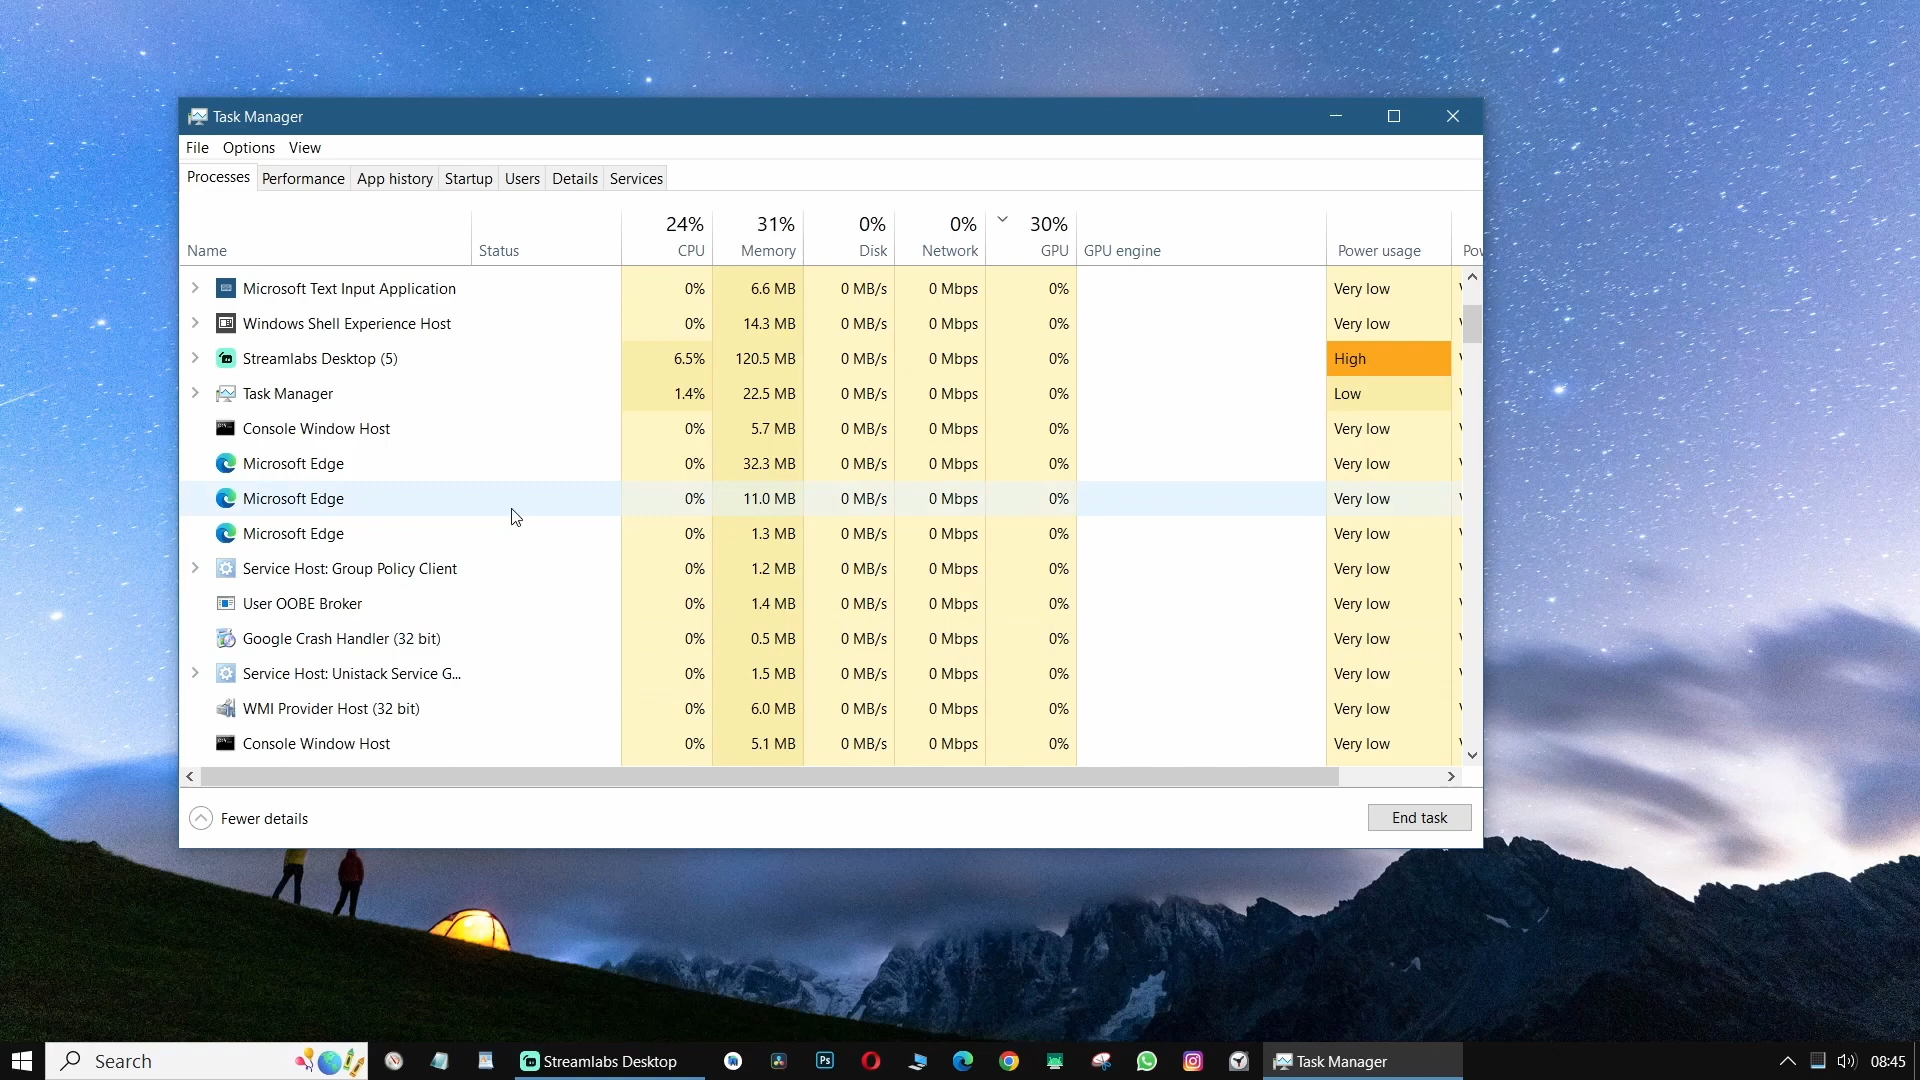 Task Manager
File Options View
Processes Performance App history Startup Users Details Services
24% 31% 0% 0% 30%
Name Status CPU Memory Disk Network GPU GPU engine Power usage Pow
Microsoft Text Input Application 0% 6.6 MB 0 MB/s 0 Mbps 0% Very low
Windows Shell Experience Host 0% 14.3 MB 0 MB/s 0 Mbps 0% Very low
Streamlabs Desktop (5) 6.5% 120.5 MB 0 MB/s 0 Mbps 0% High
Task Manager 1.4% 22.5 MB 0 MB/s 0 Mbps 0% Low
Console Window Host 0% 5.7 MB 0 MB/s 0 Mbps 0% Very low
Microsoft Edge 0% 32.3 MB 0 MB/s 0 Mbps 0% Very low
Microsoft Edge 0% 11.0 MB 0 MB/s 0 Mbps 0% Very low
Microsoft Edge 0% 1.3 MB 0 MB/s 0 Mbps 0% Very low
Service Host: Group Policy Client 0% 1.2 MB 0 MB/s 0 Mbps 0% Very low
User OOBE Broker 0% 1.4 MB 0 MB/s 0 Mbps 0% Very low
Google Crash Handler (32 bit) 0% 0.5 MB 0 MB/s 0 Mbps 0% Very low
Service Host: Unistack Service G... 0% 1.5 MB 0 MB/s 0 Mbps 0% Very low
WMI Provider Host (32 bit) 0% 6.0 MB 0 MB/s 0 Mbps 0% Very low
Console Window Host 0% 5.1 MB 0 MB/s 0 Mbps 0% Very low
Fewer details End task
Search Streamlabs Desktop Ps Task Manager 08:45